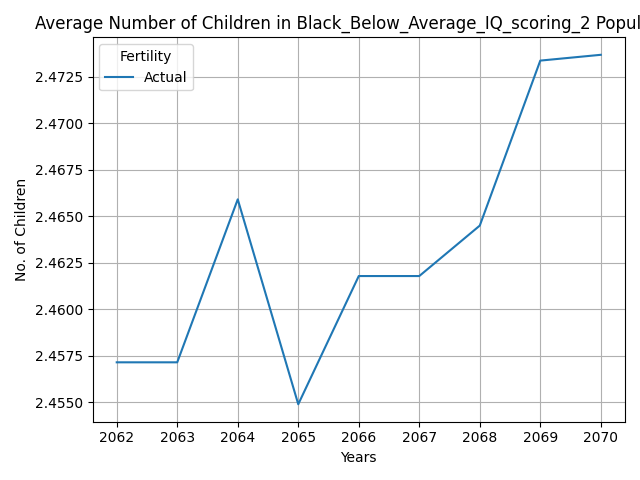 Average Number of Children in Black_Below_Average_IQ_scoring_2 Popul
Fertility
Actual
2.4725
2.4700
2.4675
2.4650
2.4625
2.4600
2.4575
2.4550
No. of Children
2062 2063 2064 2065 2066 2067 2068 2069 2070
Years